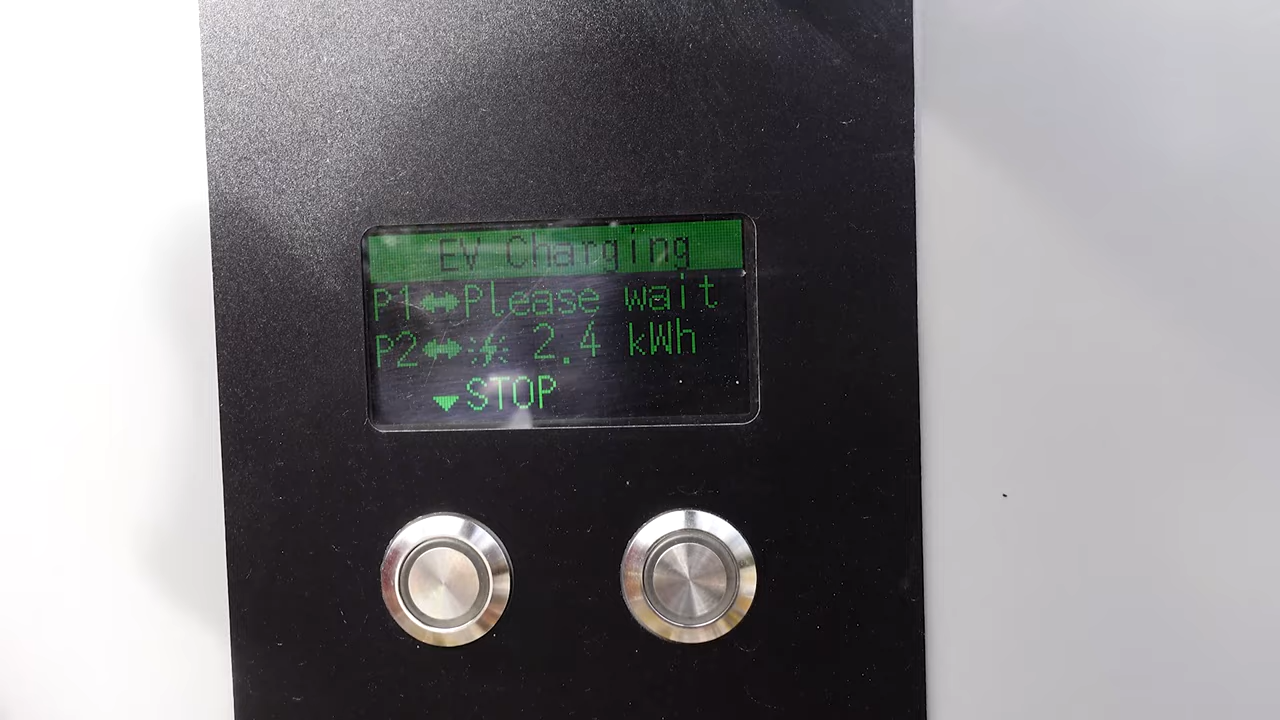 EV Charging
P1↔Please wait
P2↔ 2.4 kWh
▼STOP